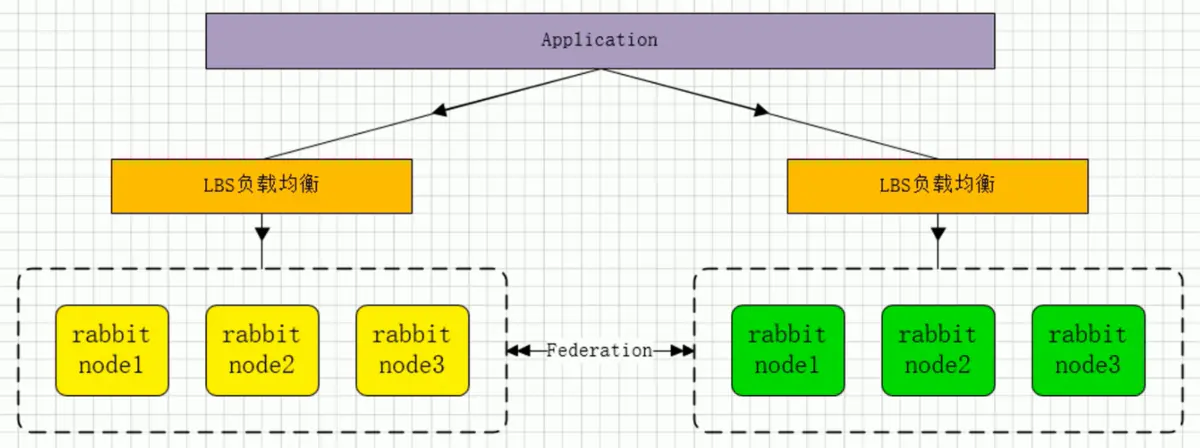 Application
LBS负载均衡
LBS负载均衡
rabbit
node1
rabbit
node2
rabbit
node3
Federation
rabbit
node1
rabbit
node2
rabbit
node3